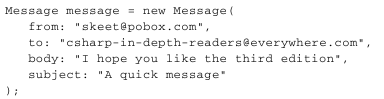 Message message = new Message(
    from: "skeet@pobox.com",
    to: "csharp-in-depth-readers@everywhere.com",
    body: "I hope you like the third edition",
    subject: "A quick message"
);